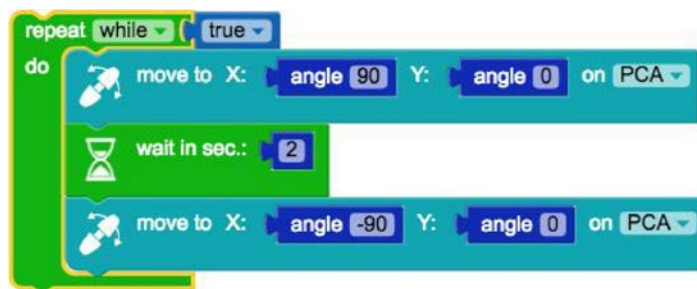 repeat while true
do
move to X: angle 90 Y: angle 0 on PCA
wait in sec.: 2
move to X: angle -90 Y: angle 0 on PCA